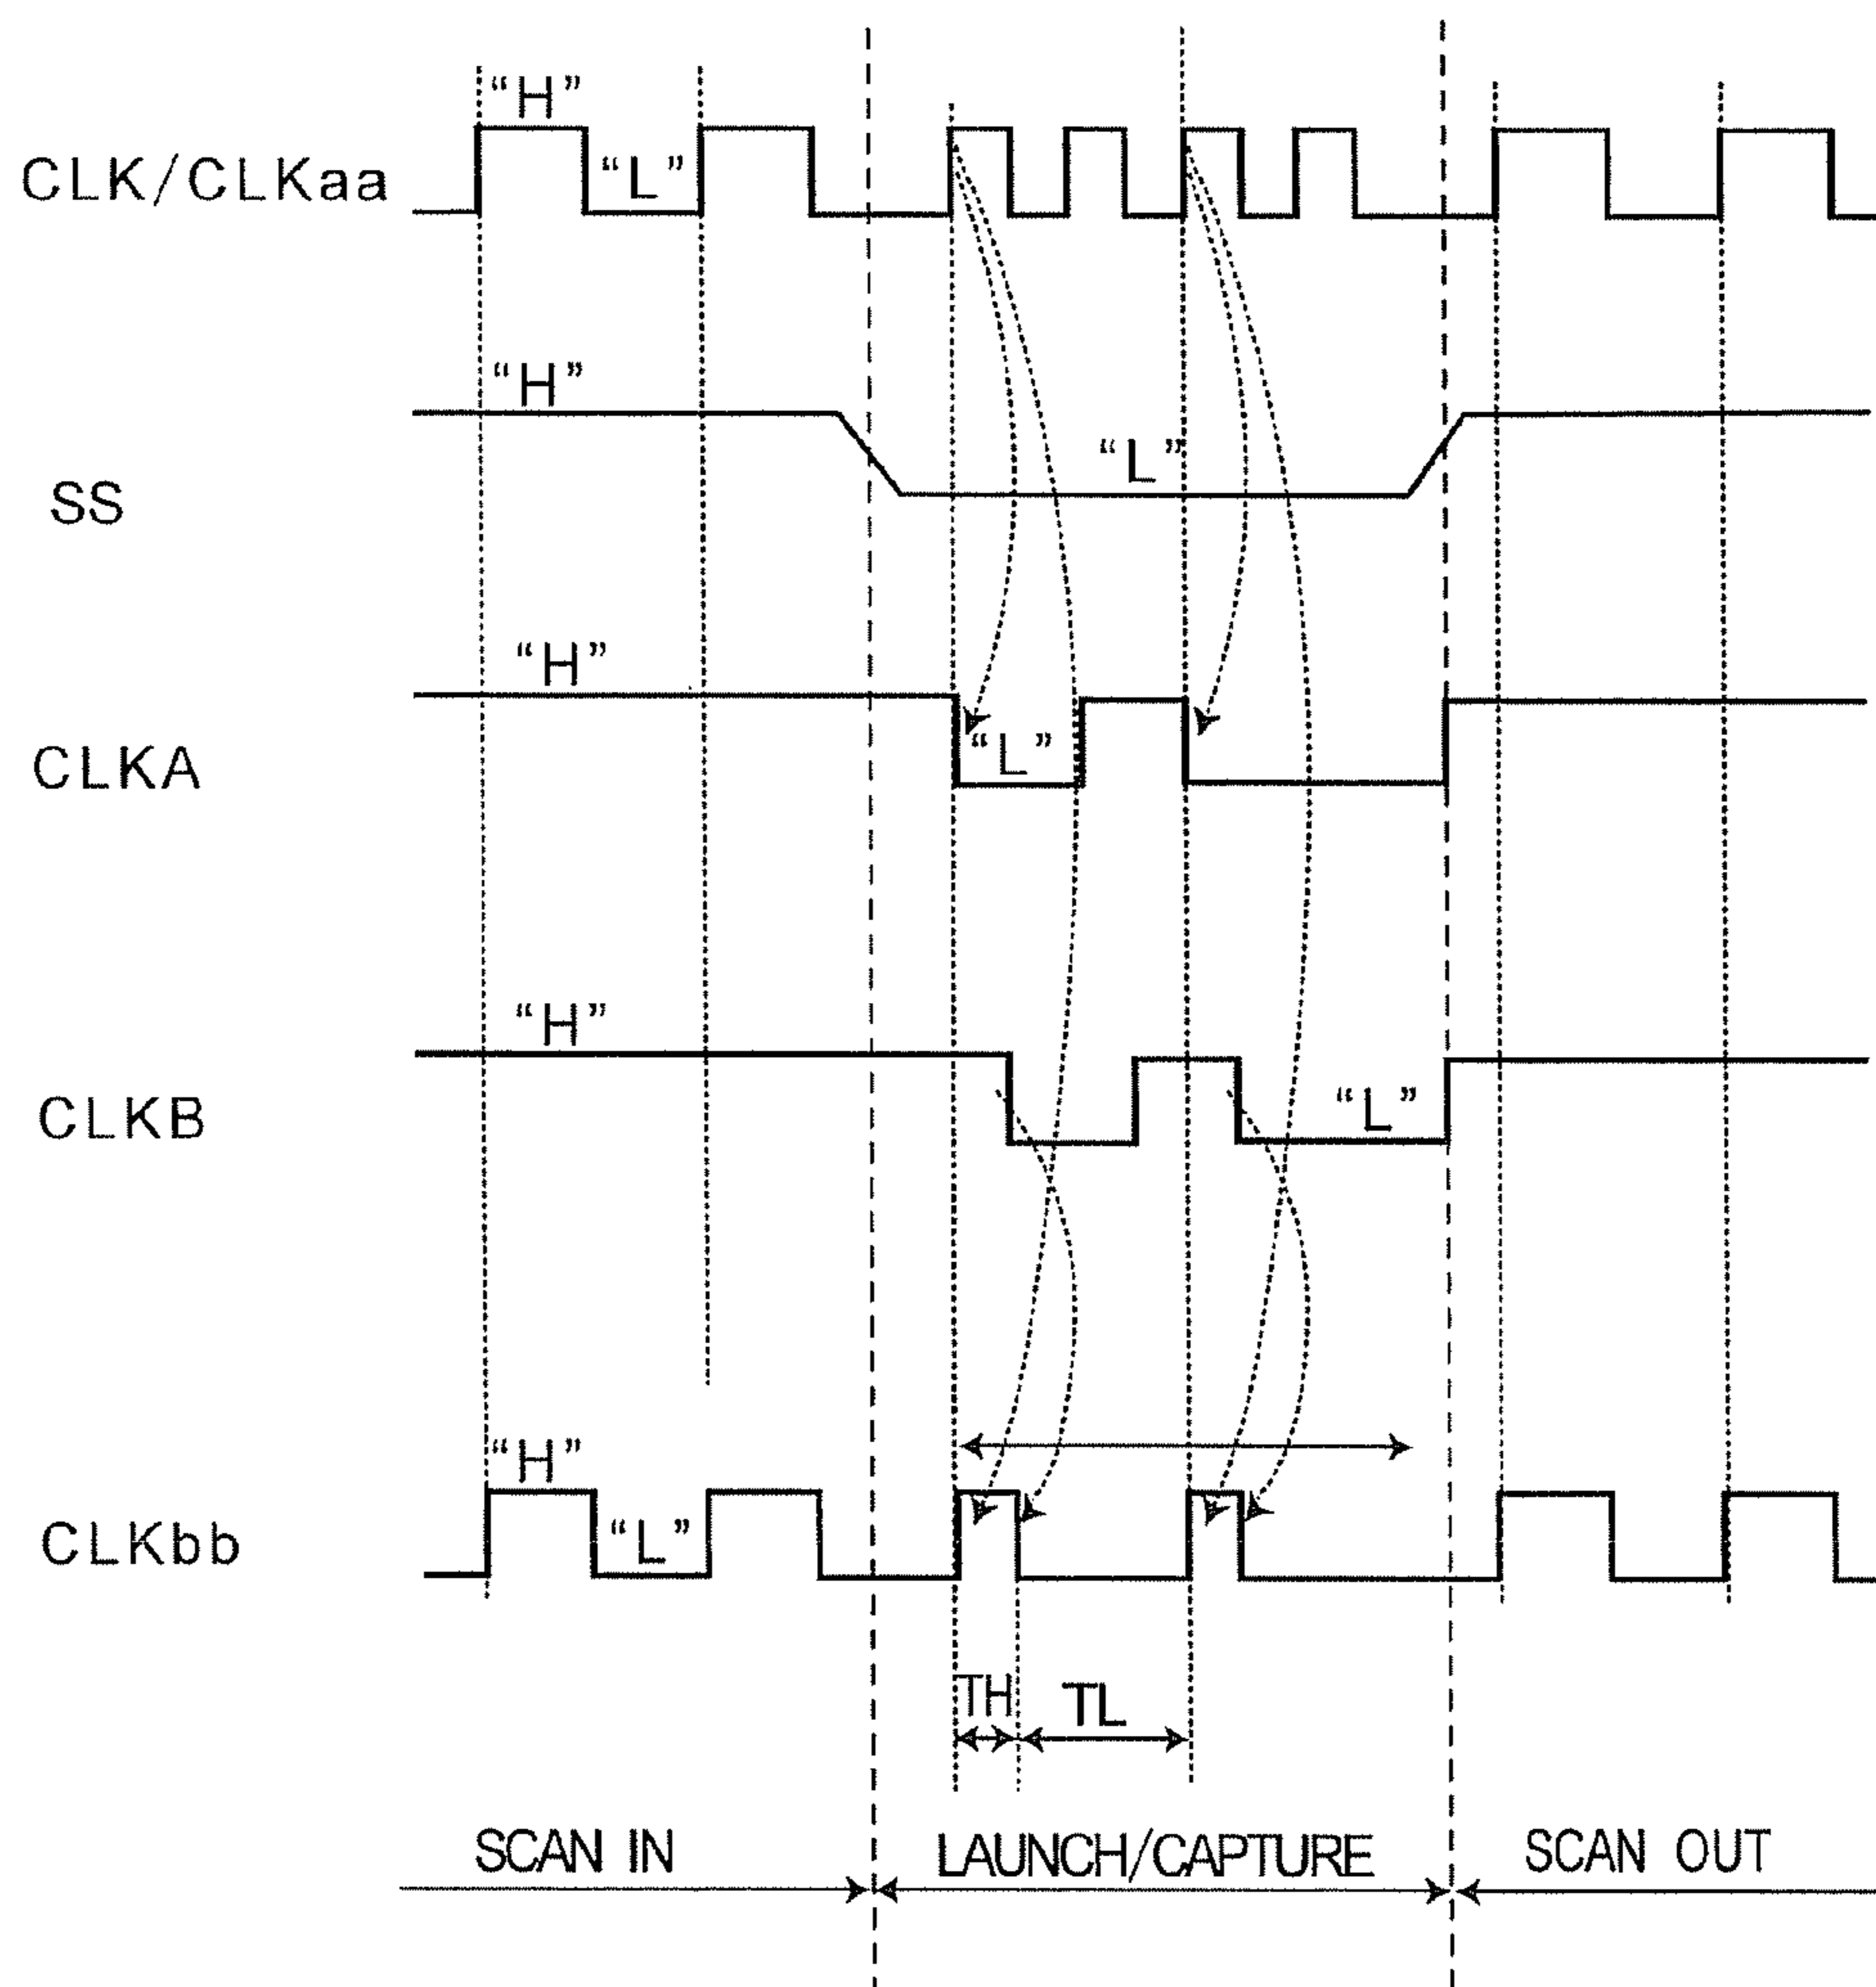 “H”
CLK/CLKaa “L”
“H”
SS “L”
“H”
CLKA “L”
“H”
CLKB “L”
“H”
CLKbb “L”
TH TL
SCAN IN LAUNCH/CAPTURE SCAN OUT